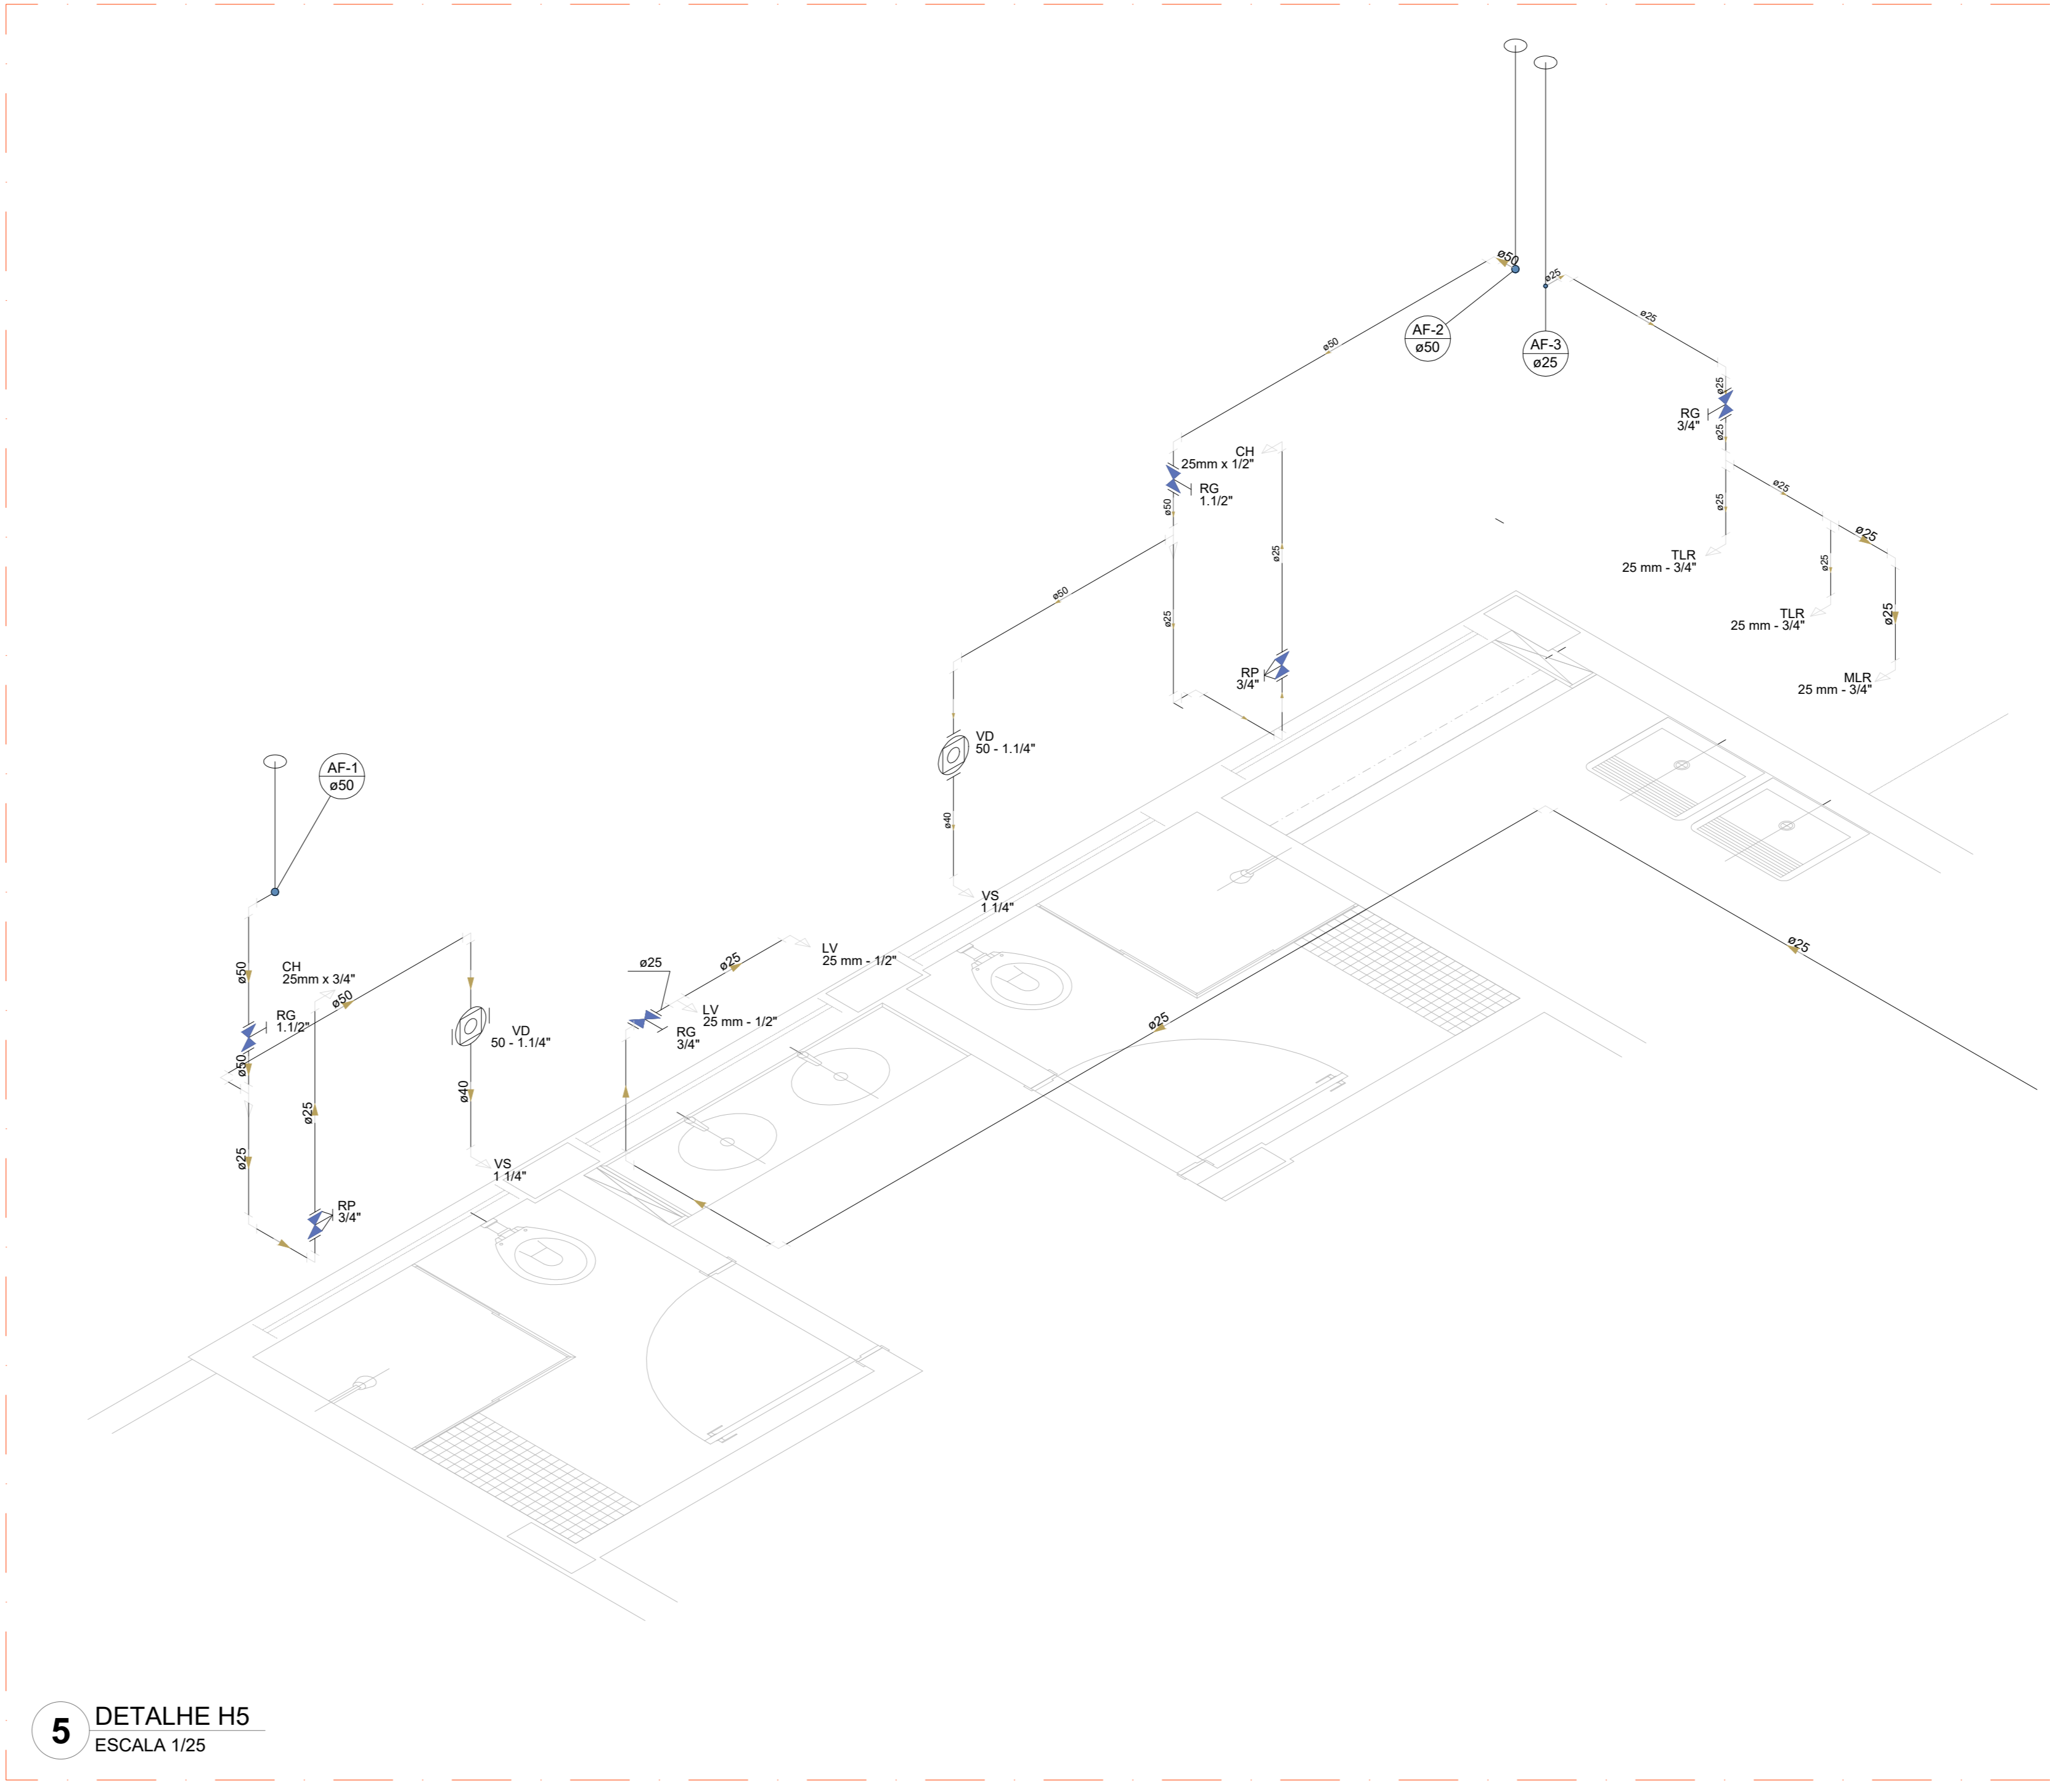 ø50
ø25
AF-2
ø50
AF-3
ø25
ø25
ø50
ø25
RG
3/4"
ø25
CH
25mm x 1/2"
RG
1.1/2"
ø50
ø25
ø25
ø25
ø25
TLR
25 mm - 3/4"
ø25
ø25
ø50
ø25
TLR
25 mm - 3/4"
ø25
RP
3/4"
MLR
25 mm - 3/4"
VD
50 - 1.1/4"
ø40
VS
1 1/4"
AF-1
ø50
ø50
CH
25mm x 3/4"
ø50
RG
1.1/2"
ø50
ø25
ø25
RP
3/4"
VD
50 - 1.1/4"
ø40
VS
1 1/4"
ø25
ø25
LV
25 mm - 1/2"
LV
25 mm - 1/2"
RG
3/4"
ø25
ø25
5
DETALHE H5
ESCALA 1/25